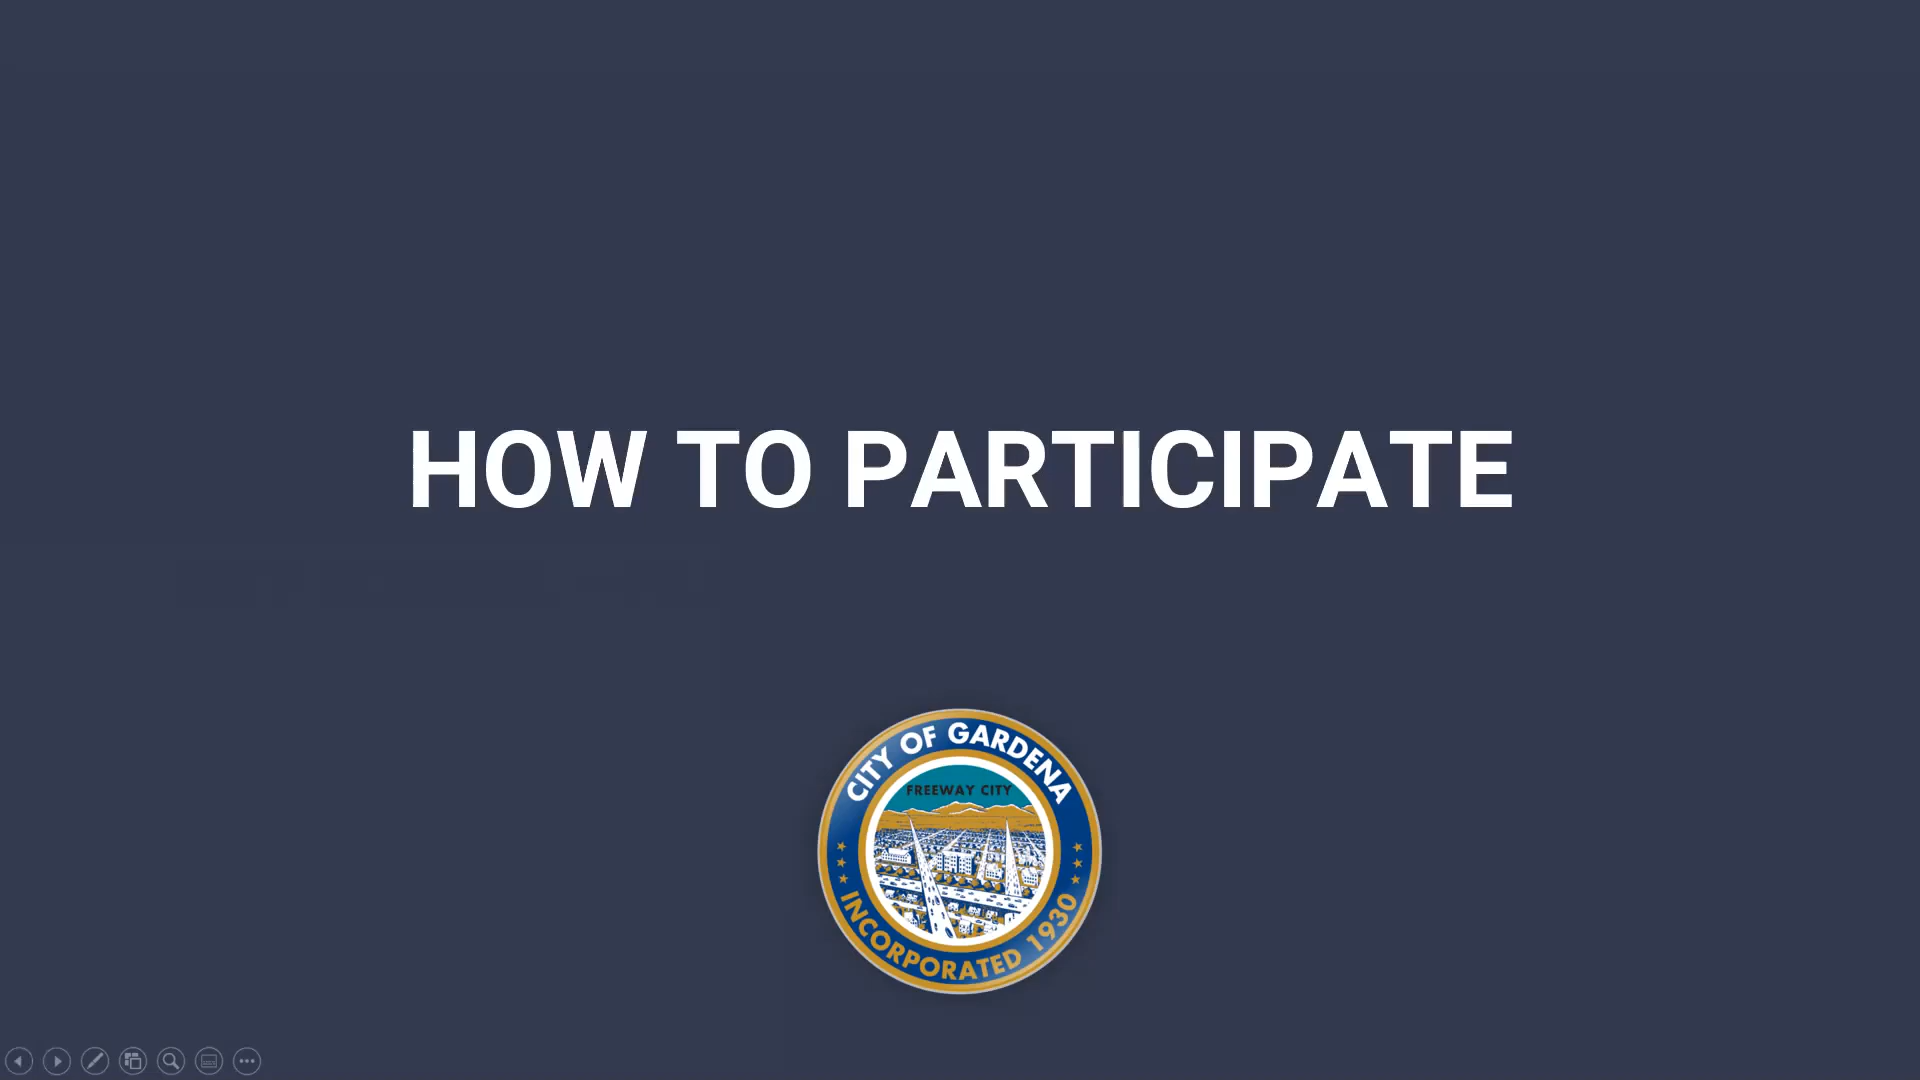 HOW TO PARTICIPATE
CITY OF GARDENA
FREEWAY CITY
INCORPORATED 1930